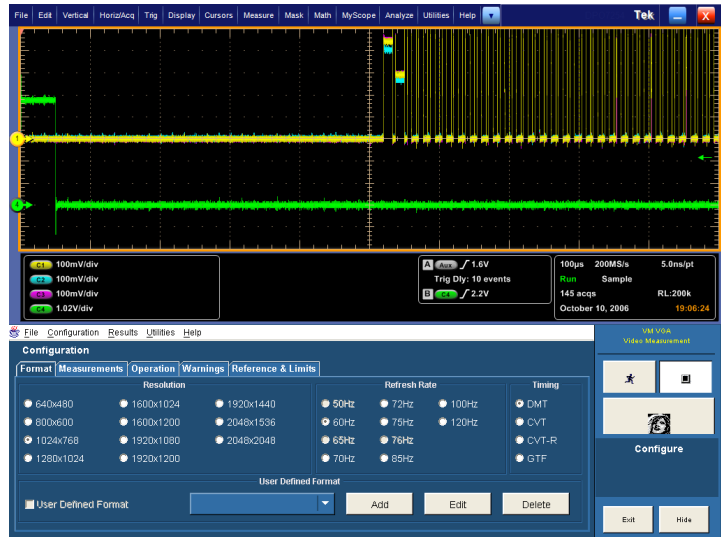 File Edit Vertical Horiz/Acq Trig Display Cursors Measure Mask Math MyScope Analyze Utilities Help Tek X
1
4
C1 100mV/div
C2 100mV/div
C3 100mV/div
C4 1.02V/div
A Aux 1.6V
Trig Dly: 10 events
B C4 2.2V
100µs 200MS/s 5.0ns/pt
Run Sample
145 acqs RL:200k
October 10, 2006 19:06:24
File Configuration Results Utilities Help
Configuration
Format Measurements Operation Warnings Reference & Limits
Resolution
640x480 1600x1024 1920x1440
800x600 1600x1200 2048x1536
1024x768 1920x1080 2048x2048
1280x1024 1920x1200
Refresh Rate
50Hz 72Hz 100Hz
60Hz 75Hz 120Hz
65Hz 76Hz
70Hz 85Hz
Timing
DMT
CVT
CVT-R
GTF
User Defined Format
User Defined Format Add Edit Delete
VM VGA
Video Measurement
Configure
Exit Hide